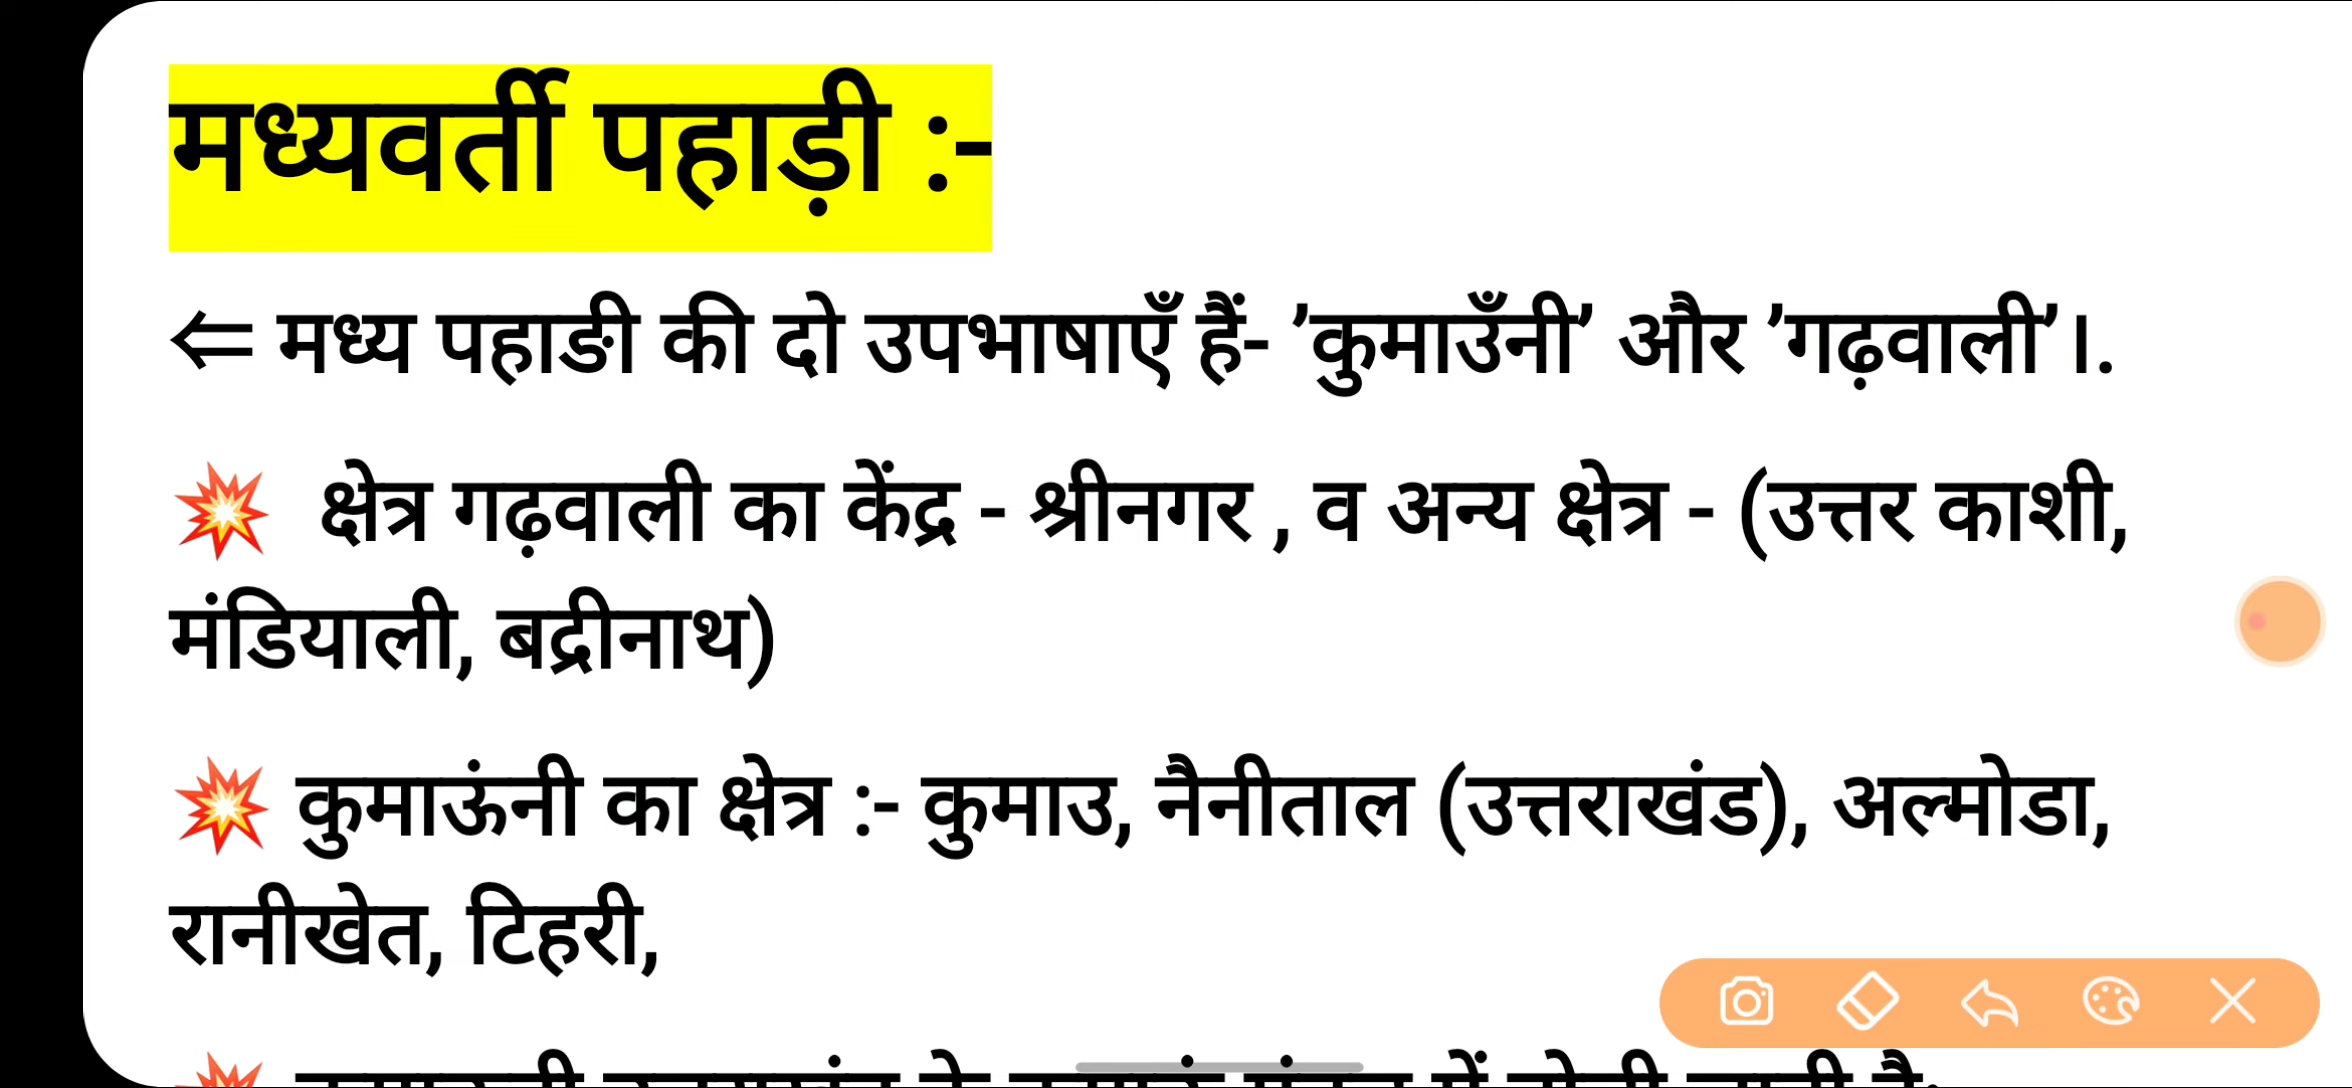 मध्यवर्ती पहाड़ी :-
⇐ मध्य पहाङी की दो उपभाषाएँ हैं- ’कुमाउँनी’ और ’गढ़वाली’।.
💥 क्षेत्र गढ़वाली का केंद्र - श्रीनगर , व अन्य क्षेत्र - (उत्तर काशी,
मंडियाली, बद्रीनाथ)
💥 कुमाऊंनी का क्षेत्र :- कुमाउ, नैनीताल (उत्तराखंड), अल्मोडा,
रानीखेत, टिहरी,